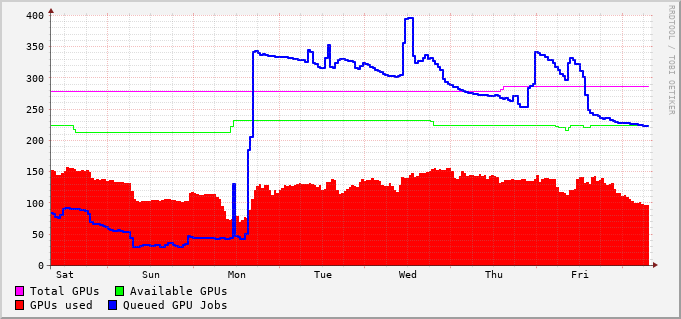 400
350
300
250
200
150
100
50
0
Sat Sun Mon Tue Wed Thu Fri
Total GPUs Available GPUs
GPUs used Queued GPU Jobs
RRDTOOL / TOBI OETIKER